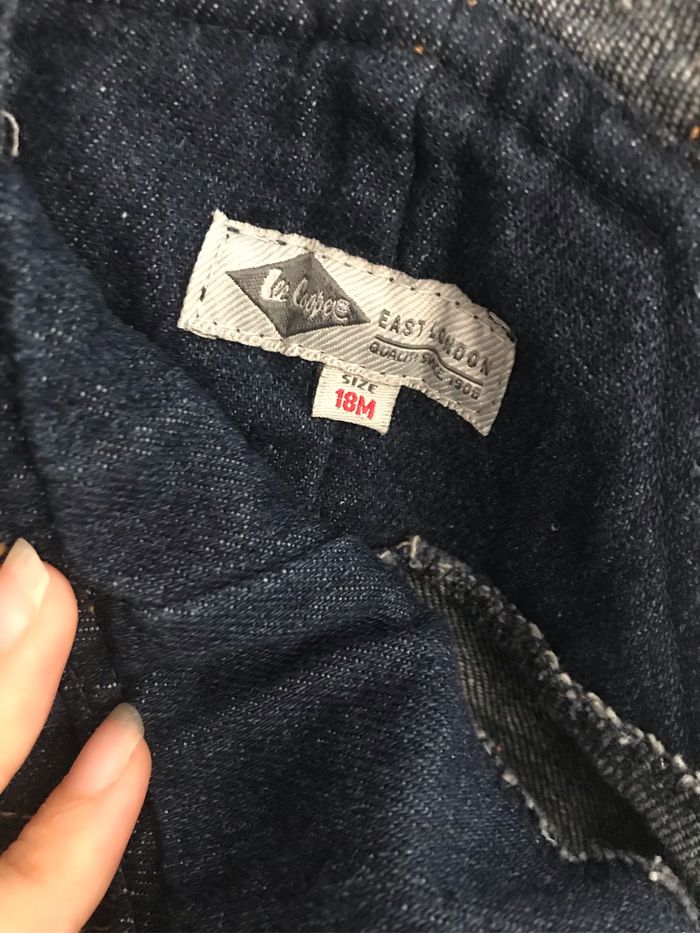 Lee Cooper
EAST LONDON
QUALITY SINCE 1908
SIZE
18M